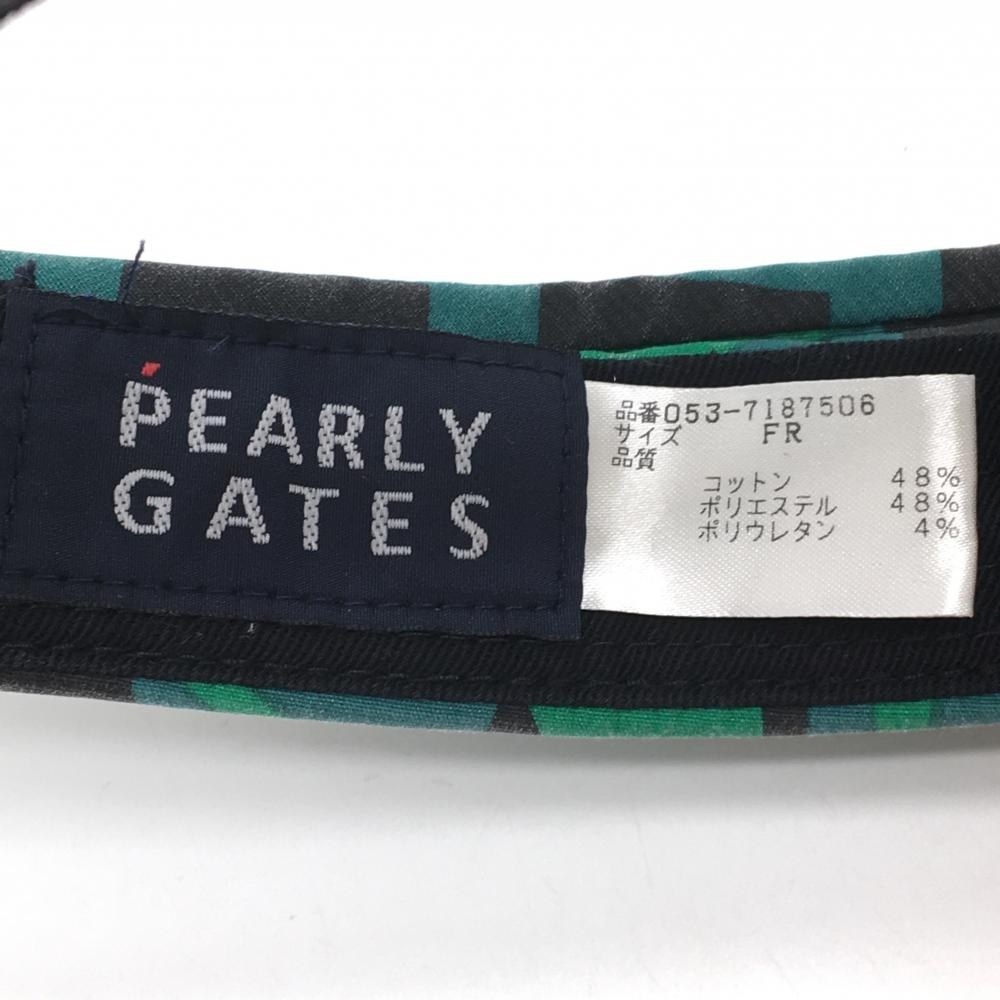 PEARLY
GATES
品番053-7187506
サイズ FR
品質
コットン 48%
ポリエステル 48%
ポリウレタン 4%